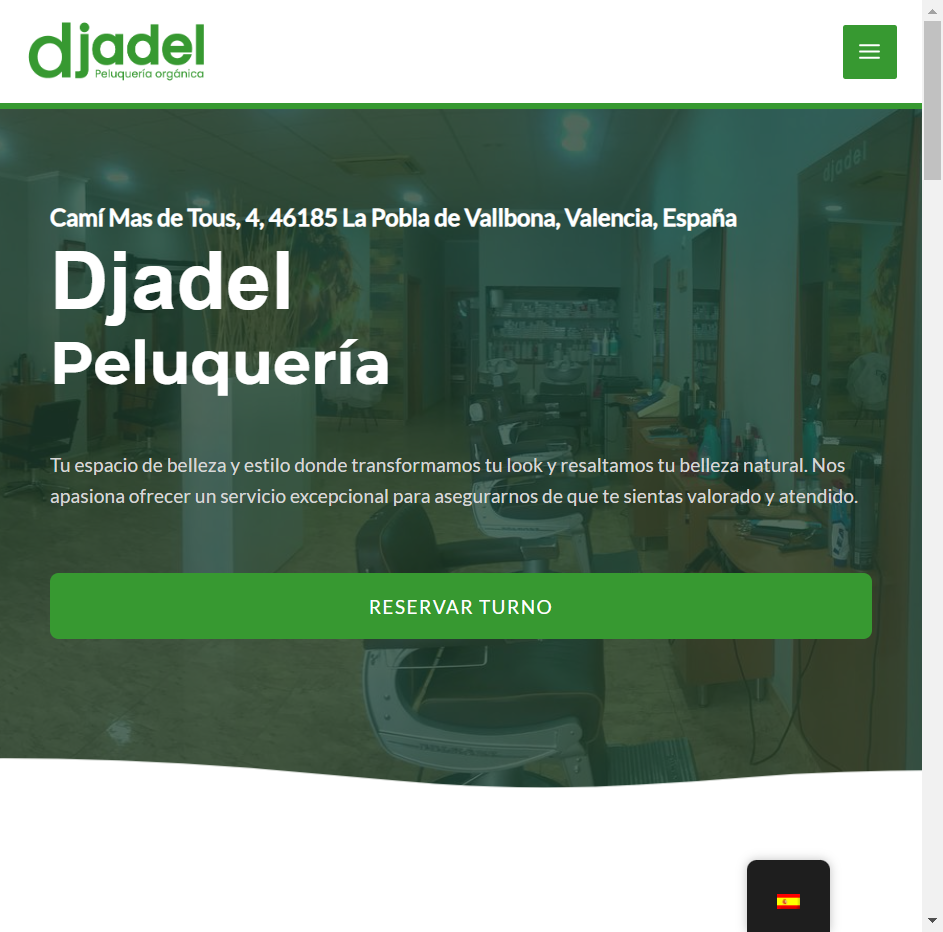 djadel
Peluquería orgánica
djadel
Camí Mas de Tous, 4, 46185 La Pobla de Vallbona, Valencia, España
Djadel
Peluquería
Tu espacio de belleza y estilo donde transformamos tu look y resaltamos tu belleza natural. Nos
apasiona ofrecer un servicio excepcional para asegurarnos de que te sientas valorado y atendido.
RESERVAR TURNO